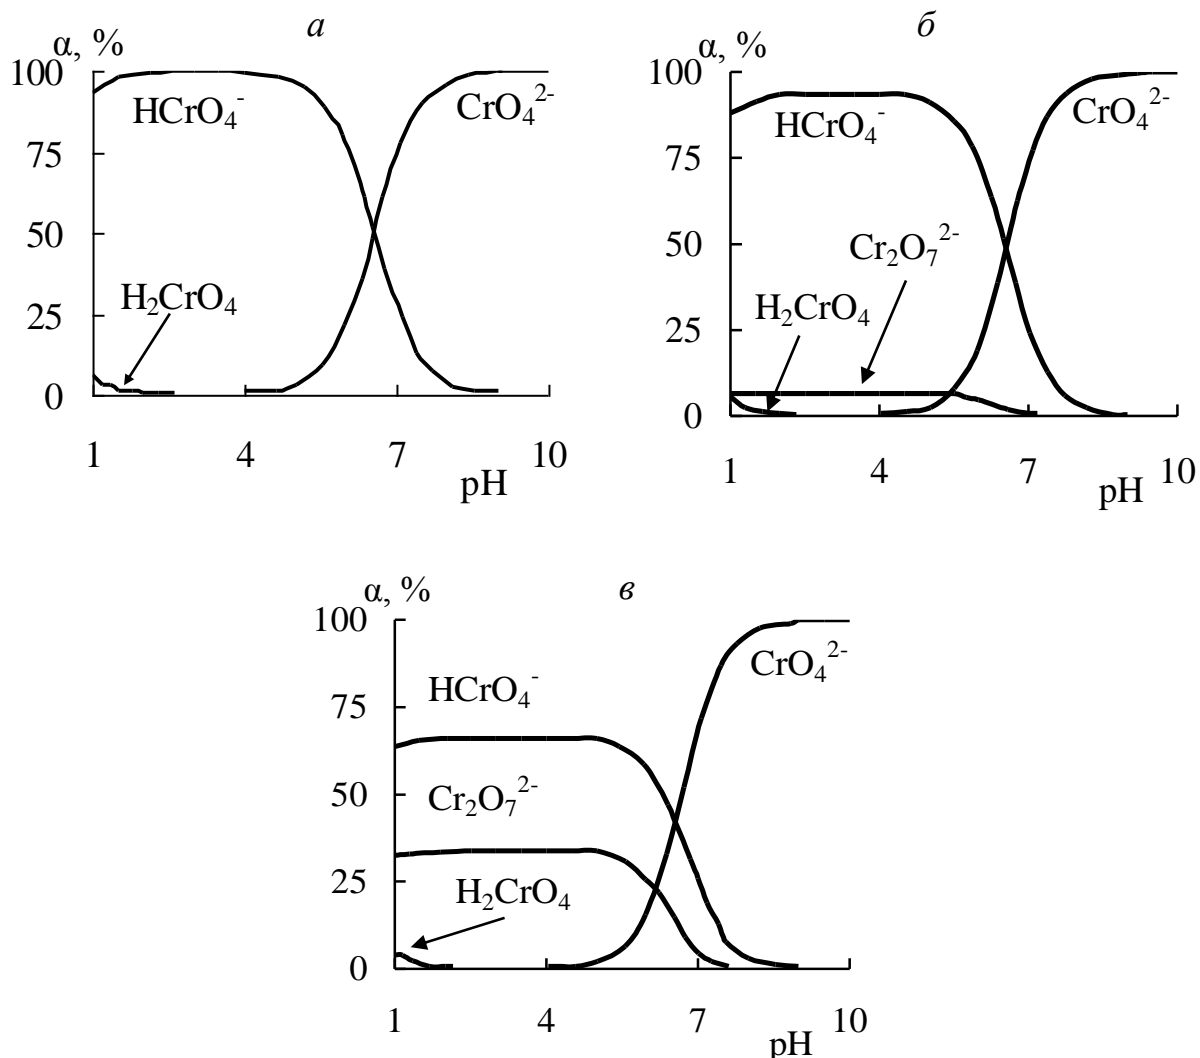 а
α, %
100
HCrO₄⁻
CrO₄²⁻
75
50
H₂CrO₄
25
0
1 4 7 10
pH
б
α, %
100
CrO₄²⁻
HCrO₄⁻
75
50
Cr₂O₇²⁻
H₂CrO₄
25
0
1 4 7 10
pH
в
α, %
100
CrO₄²⁻
HCrO₄⁻
75
Cr₂O₇²⁻
50
25
H₂CrO₄
0
1 4 7 10
pH